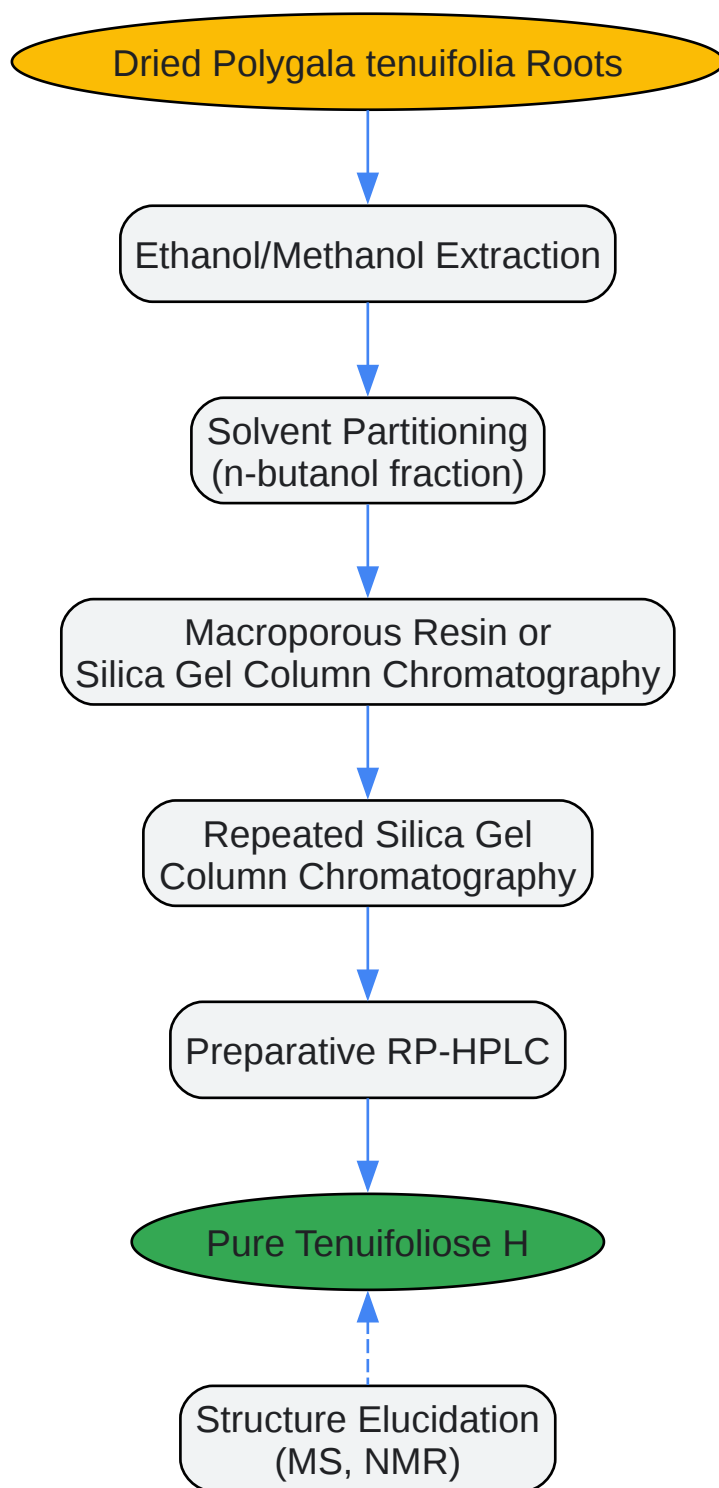 Dried Polygala tenuifolia Roots
Ethanol/Methanol Extraction
Solvent Partitioning
(n-butanol fraction)
Macroporous Resin or
Silica Gel Column Chromatography
Repeated Silica Gel
Column Chromatography
Preparative RP-HPLC
Pure Tenuifoliose H
Structure Elucidation
(MS, NMR)